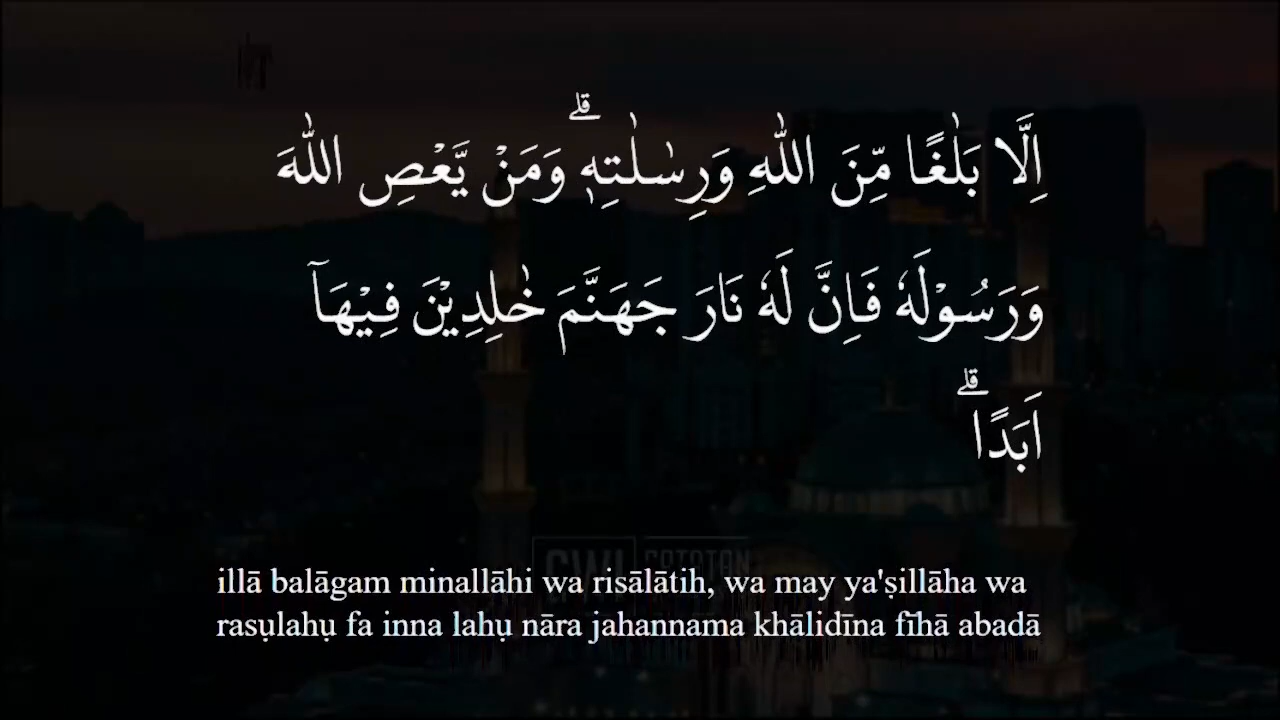 اِلَّا بَلٰغًا مِّنَ اللّٰهِ وَرِسٰلٰتِهٖۗ وَمَنْ يَّعْصِ اللّٰهَ
وَرَسُوْلَهٗ فَاِنَّ لَهٗ نَارَ جَهَنَّمَ خٰلِدِيْنَ فِيْهَآ
اَبَدًاۗ
illā balāgam minallāhi wa risālātih, wa may ya'ṣillāha wa
rasụlahụ fa inna lahụ nāra jahannama khālidīna fīhā abadā